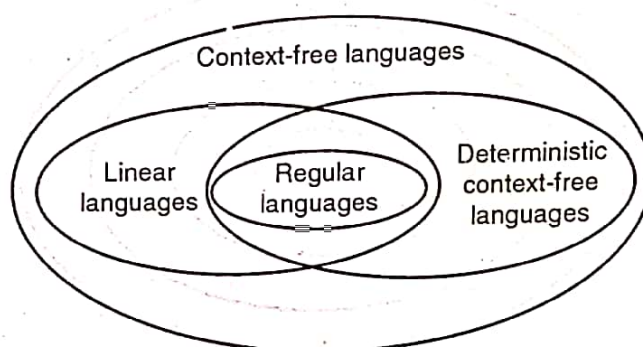 Context-free languages
Linear
languages
Regular
languages
Deterministic
context-free
languages